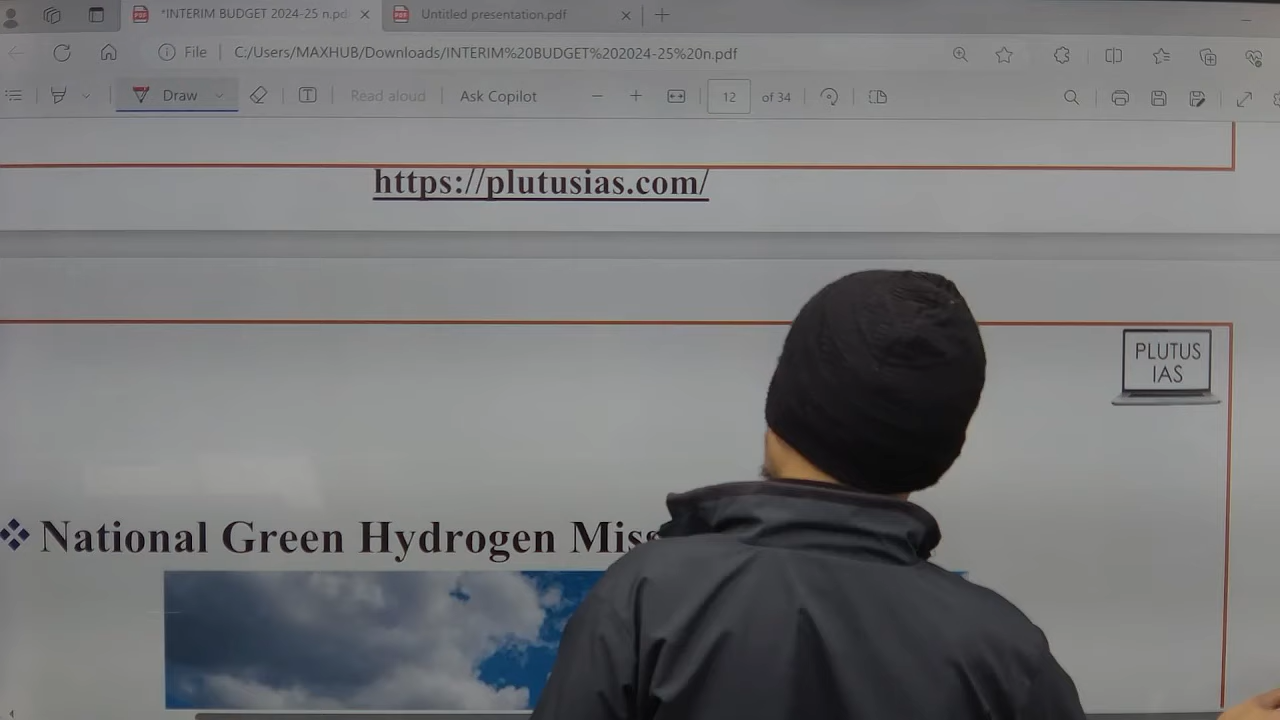 *INTERIM BUDGET 2024-25 n.pd
Untitled presentation.pdf
File
C:/Users/MAXHUB/Downloads/INTERIM%20BUDGET%202024-25%20n.pdf
Draw
Read aloud
Ask Copilot
12
of 34
https://plutusias.com/
PLUTUS
IAS
❖ National Green Hydrogen Miss